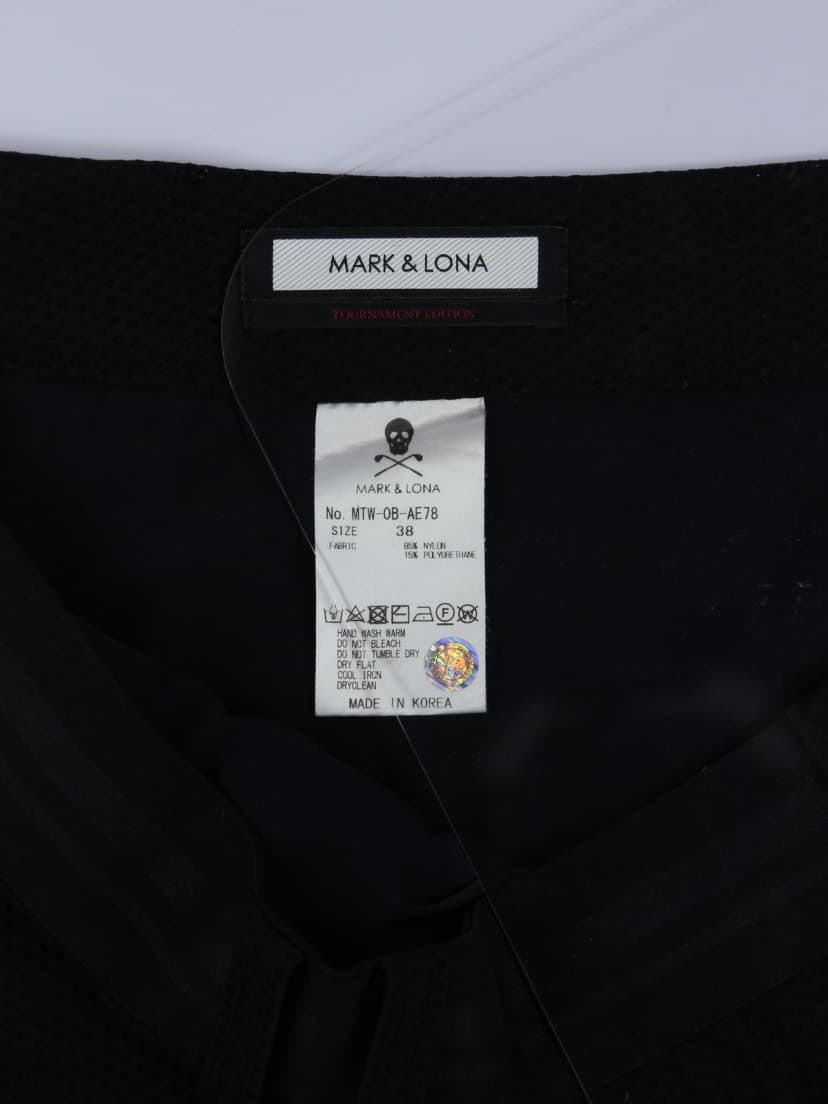 MARK & LONA
TOURNAMENT EDITION
MARK & LONA
No. MTW-OB-AE78
SIZE 38
FABRIC 85% NYLON
15% POLYURETHANE
F W
HAND WASH WARM
DO NOT BLEACH
DO NOT TUMBLE DRY
DRY FLAT
COOL IRON
DRYCLEAN
MADE IN KOREA